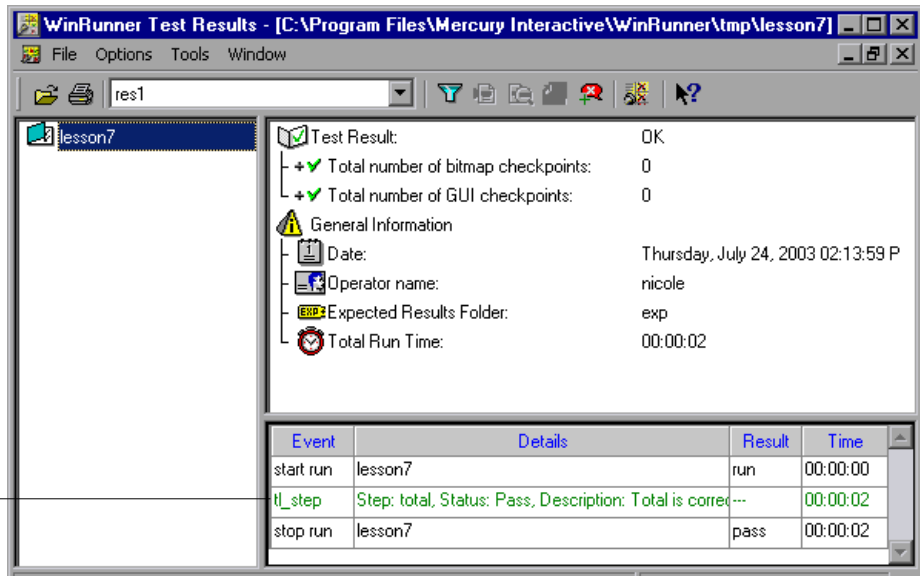 WinRunner Test Results - [C:\Program Files\Mercury Interactive\WinRunner\tmp\lesson7]
File Options Tools Window
res1
lesson7
Test Result: OK
Total number of bitmap checkpoints: 0
Total number of GUI checkpoints: 0
General Information
Date: Thursday, July 24, 2003 02:13:59 P
Operator name: nicole
EXP Expected Results Folder: exp
Total Run Time: 00:00:02
Event Details Result Time
start run lesson7 run 00:00:00
tl_step Step: total, Status: Pass, Description: Total is correc --- 00:00:02
stop run lesson7 pass 00:00:02